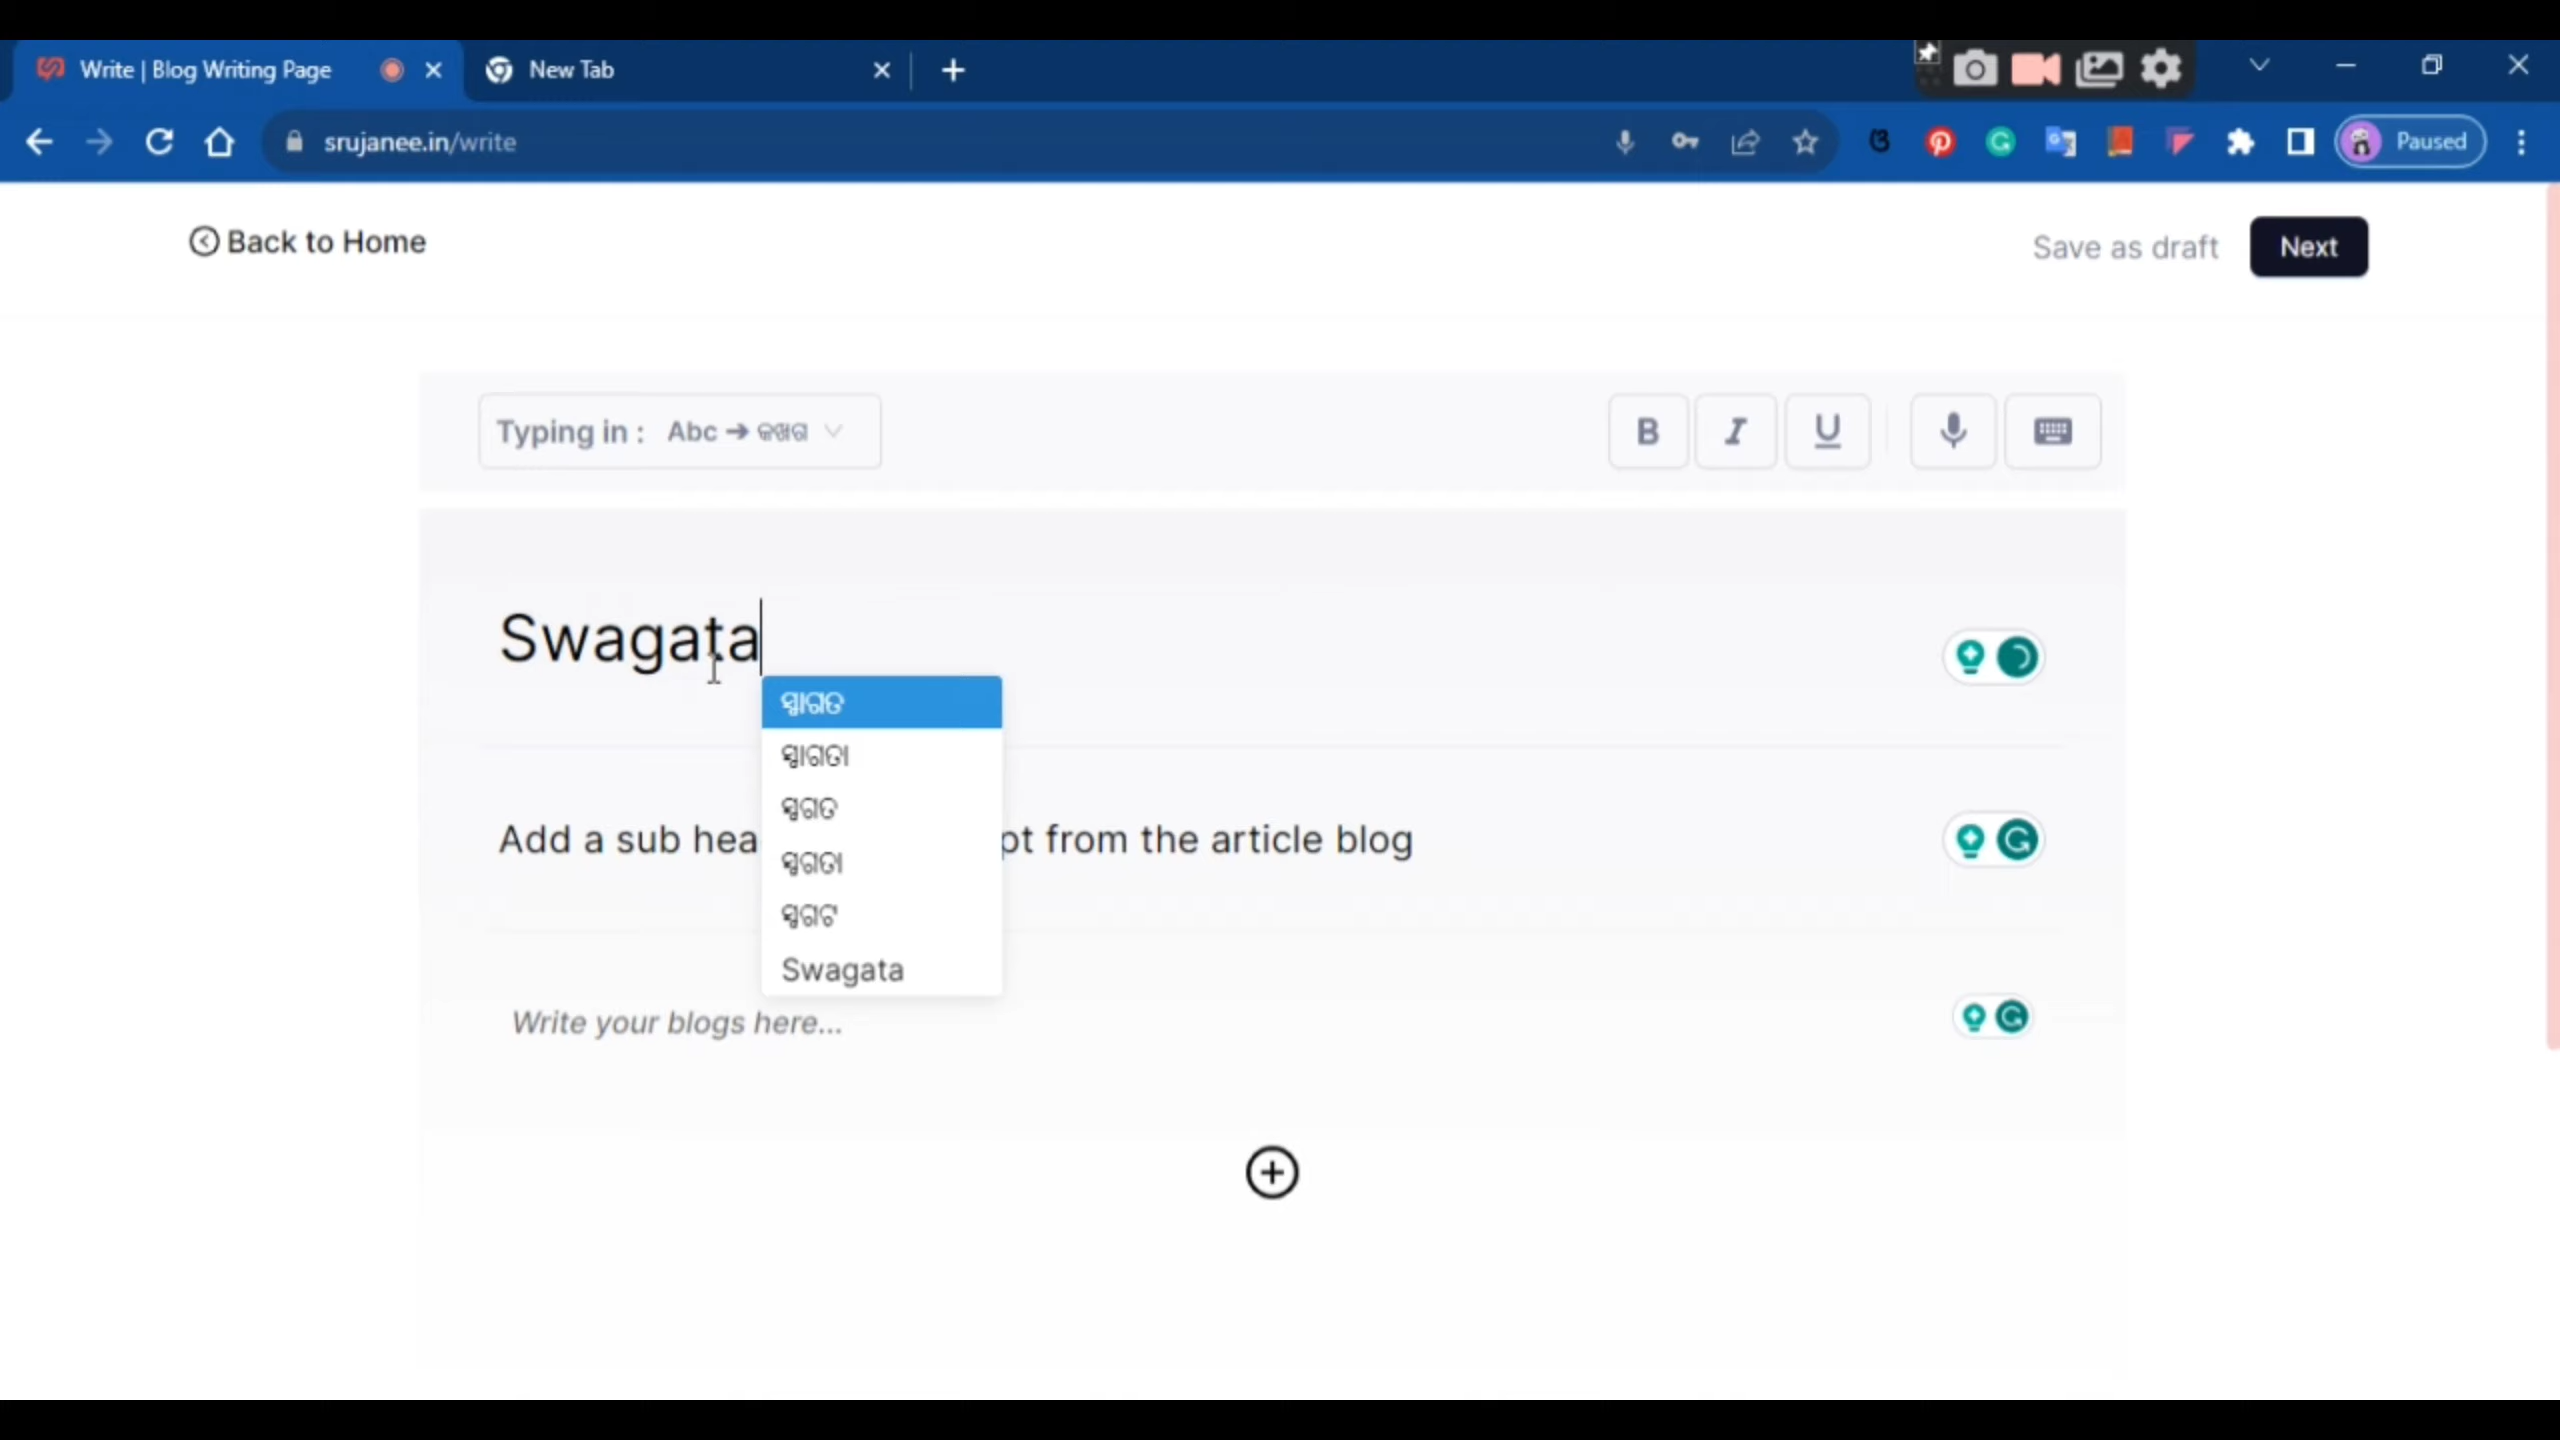 Write | Blog Writing Page
New Tab
srujanee.in/write
Paused
Back to Home
Save as draft
Next
Typing in : Abc ➔ କଖଗ
B I U
Swagata
ସ୍ୱାଗତ
ସ୍ୱାଗତା
ସ୍ୱଗତ
Add a sub hea
pt from the article blog
ସ୍ୱଗତା
ସ୍ୱଗଟ
Swagata
Write your blogs here...